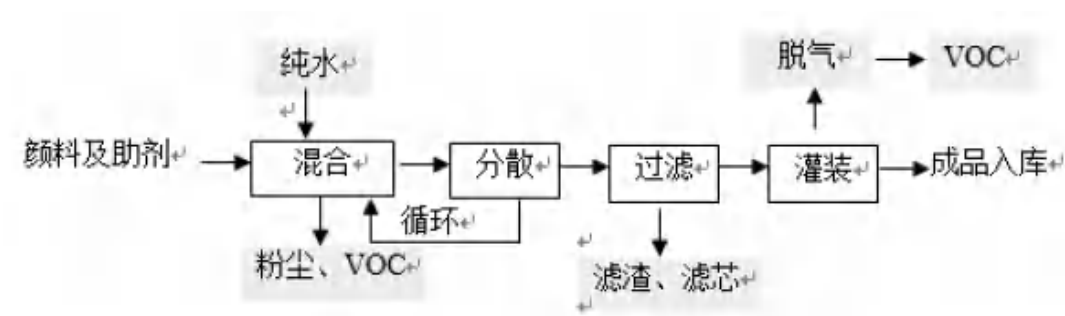 纯水
脱气
VOC
颜料及助剂
混合
分散
过滤
灌装
成品入库
循环
粉尘、VOC
滤渣、滤芯